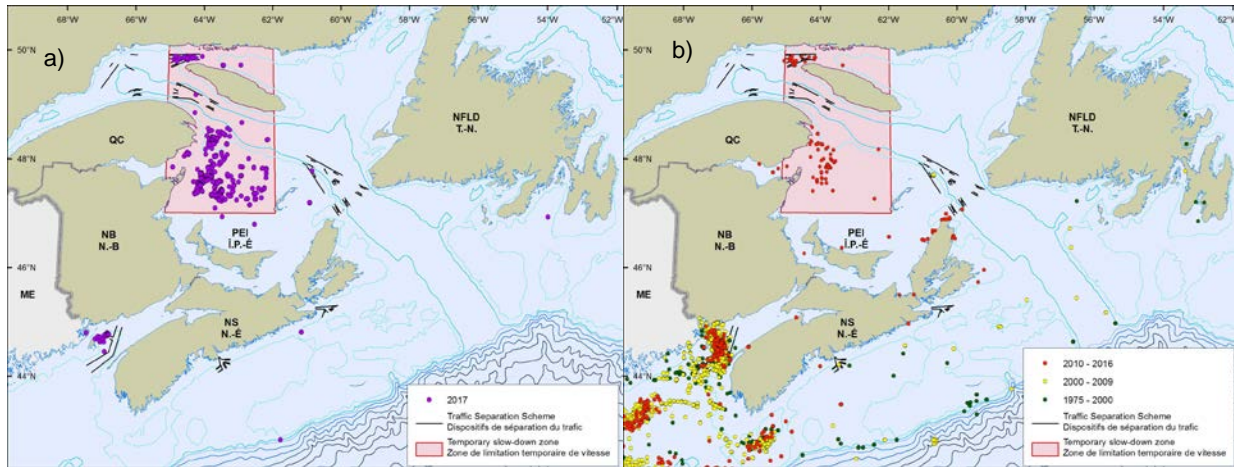 68°W 66°W 64°W 62°W 60°W 58°W 56°W 54°W 52°W
a)
50°N
NFLD
T.-N.
QC
48°N
NB
N.-B
PEI
Î.P.-É
46°N
ME
NS
N.-É
44°N
2017
Traffic Separation Scheme
Dispositifs de séparation du trafic
Temporary slow-down zone
Zone de limitation temporaire de vitesse
68°W 66°W 64°W 62°W 60°W 58°W 56°W 54°W 52°W
b)
50°N
NFLD
T.-N.
QC
48°N
NB
N.-B
PEI
Î.P.-É
46°N
ME
NS
N.-É
44°N
2010 - 2016
2000 - 2009
1975 - 2000
Traffic Separation Scheme
Dispositifs de séparation du trafic
Temporary slow-down zone
Zone de limitation temporaire de vitesse